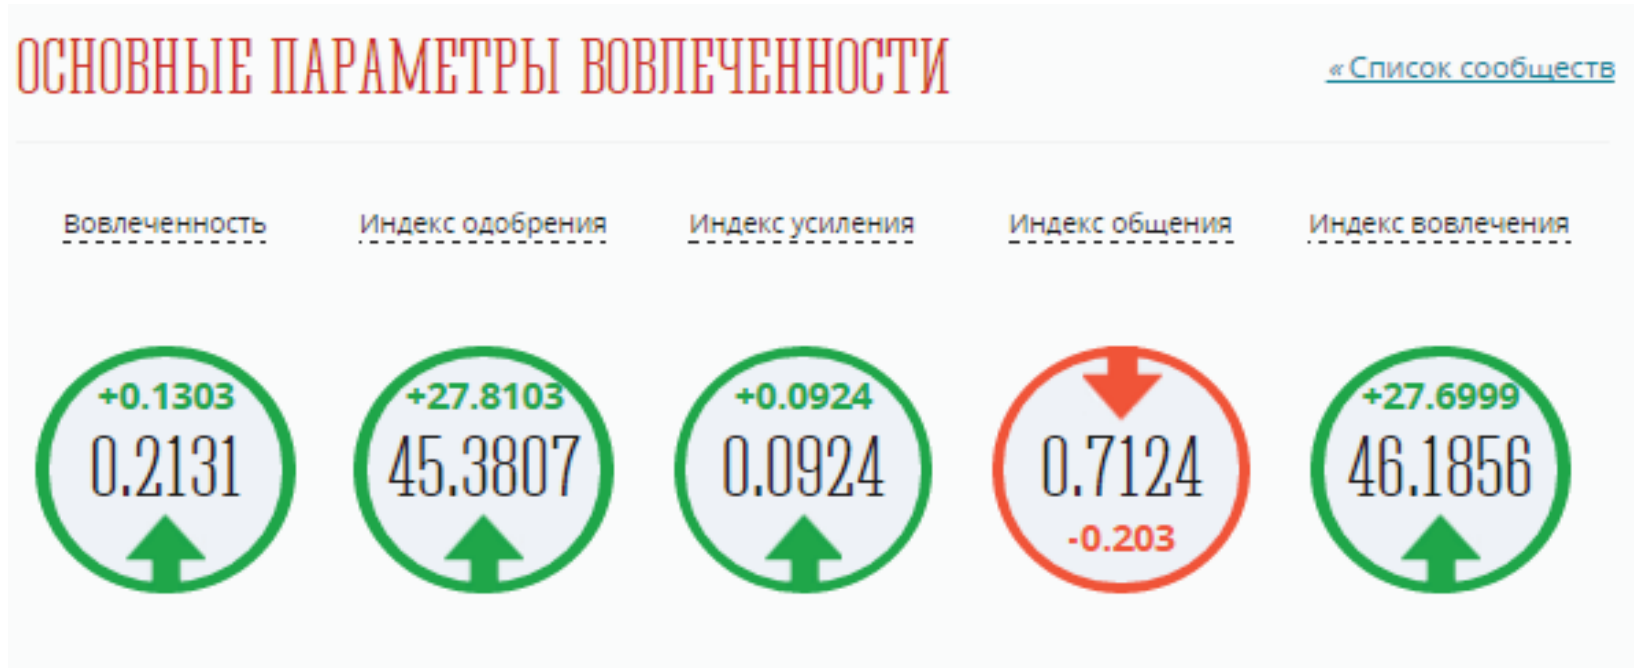 ОСНОВНЫЕ ПАРАМЕТРЫ ВОВЛЕЧЕННОСТИ
« Список сообществ
Вовлеченность Индекс одобрения Индекс усиления Индекс общения Индекс вовлечения
+0.1303 +27.8103 +0.0924 +27.6999
0.2131 45.3807 0.0924 0.7124 46.1856
-0.203